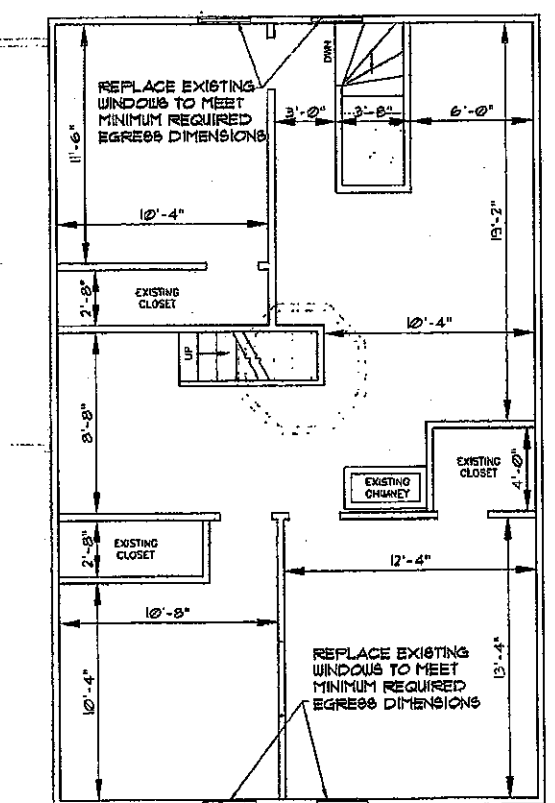 DWN
REPLACE EXISTING
WINDOWS TO MEET
MINIMUM REQUIRED
EGRESS DIMENSIONS
3'-0"
3'-8"
6'-0"
11'-6"
10'-4"
19'-2"
2'-8"
EXISTING
CLOSET
10'-4"
UP
8'-8"
EXISTING
CLOSET
4'-0"
EXISTING
CHIMNEY
2'-8"
EXISTING
CLOSET
12'-4"
10'-8"
10'-4"
13'-4"
REPLACE EXISTING
WINDOWS TO MEET
MINIMUM REQUIRED
EGRESS DIMENSIONS